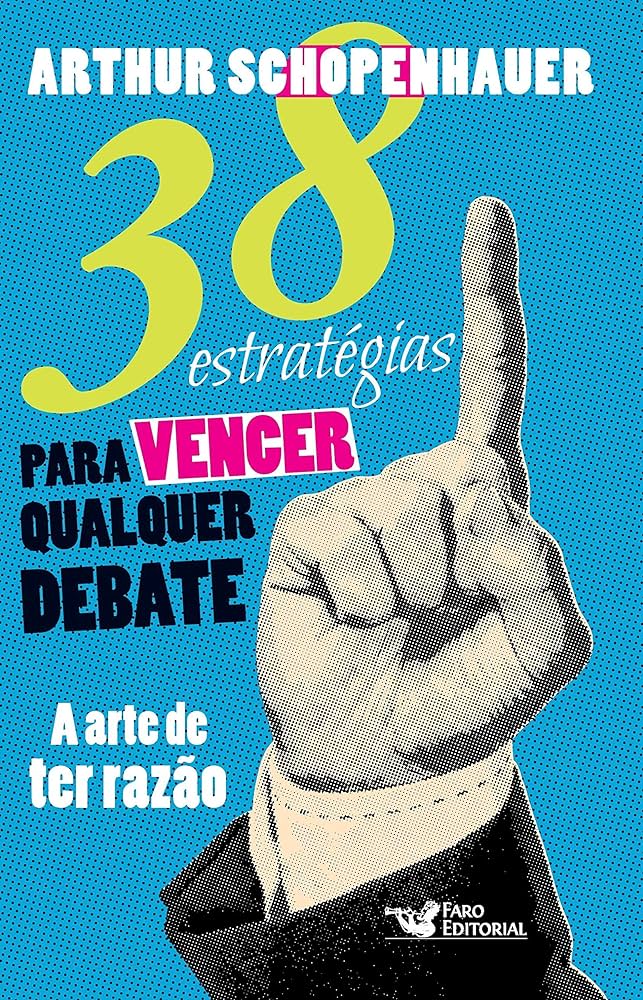 ARTHUR SCHOPENHAUER
38
estratégias
PARA VENCER
QUALQUER
DEBATE
A arte de
ter razão
FARO
EDITORIAL